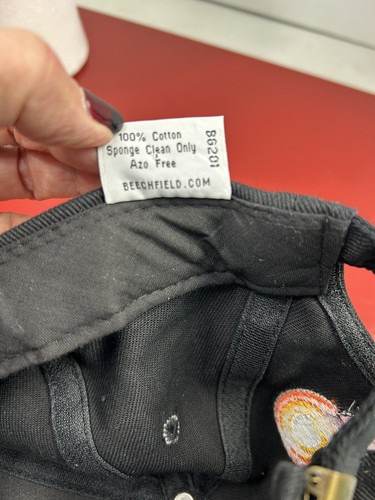 100% Cotton
Sponge Clean Only
Azo Free
BEECHFIELD.COM
B6201